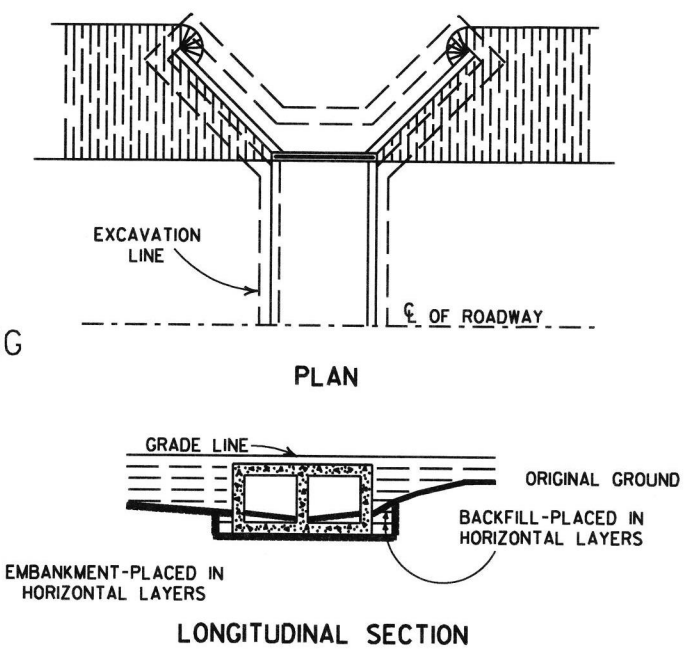 EXCAVATION
LINE
℄ OF ROADWAY
G
PLAN
GRADE LINE
ORIGINAL GROUND
BACKFILL-PLACED IN
HORIZONTAL LAYERS
EMBANKMENT-PLACED IN
HORIZONTAL LAYERS
LONGITUDINAL SECTION